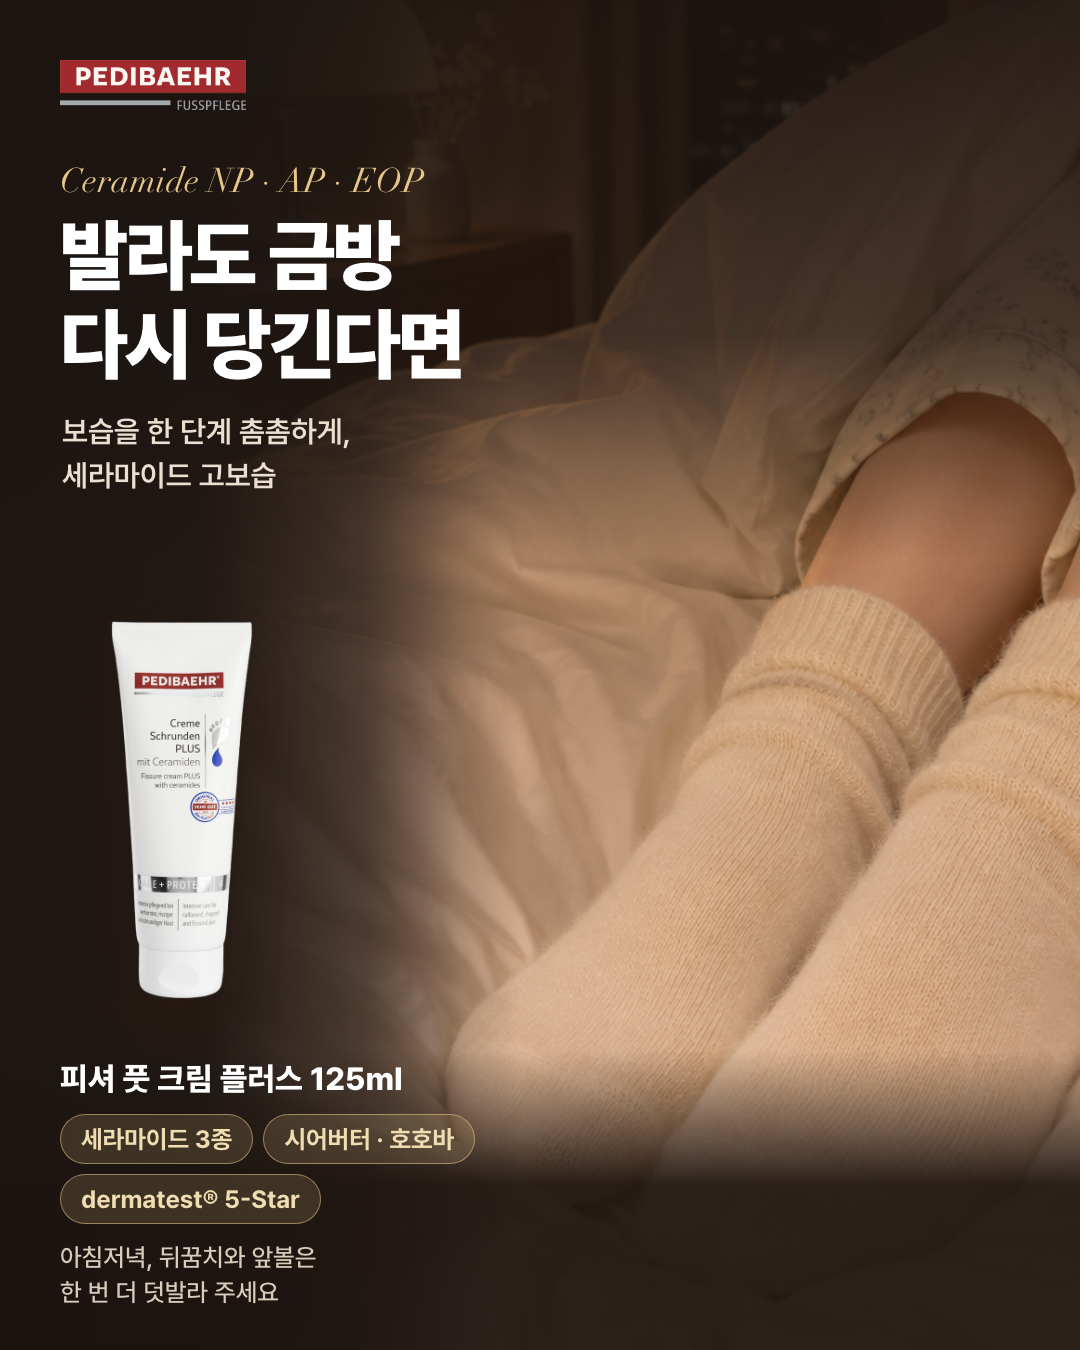 PEDIBAEHR
FUSSPFLEGE
Ceramide NP · AP · EOP
발라도 금방
다시 당긴다면
보습을 한 단계 촘촘하게,
세라마이드 고보습
PEDIBAEHR®
Creme
Schrunden
PLUS
mit Ceramiden
Fissure cream PLUS
with ceramides
SEHR GUT
피셔 풋 크림 플러스 125ml
세라마이드 3종
시어버터 · 호호바
dermatest® 5-Star
아침저녁, 뒤꿈치와 앞볼은
한 번 더 덧발라 주세요